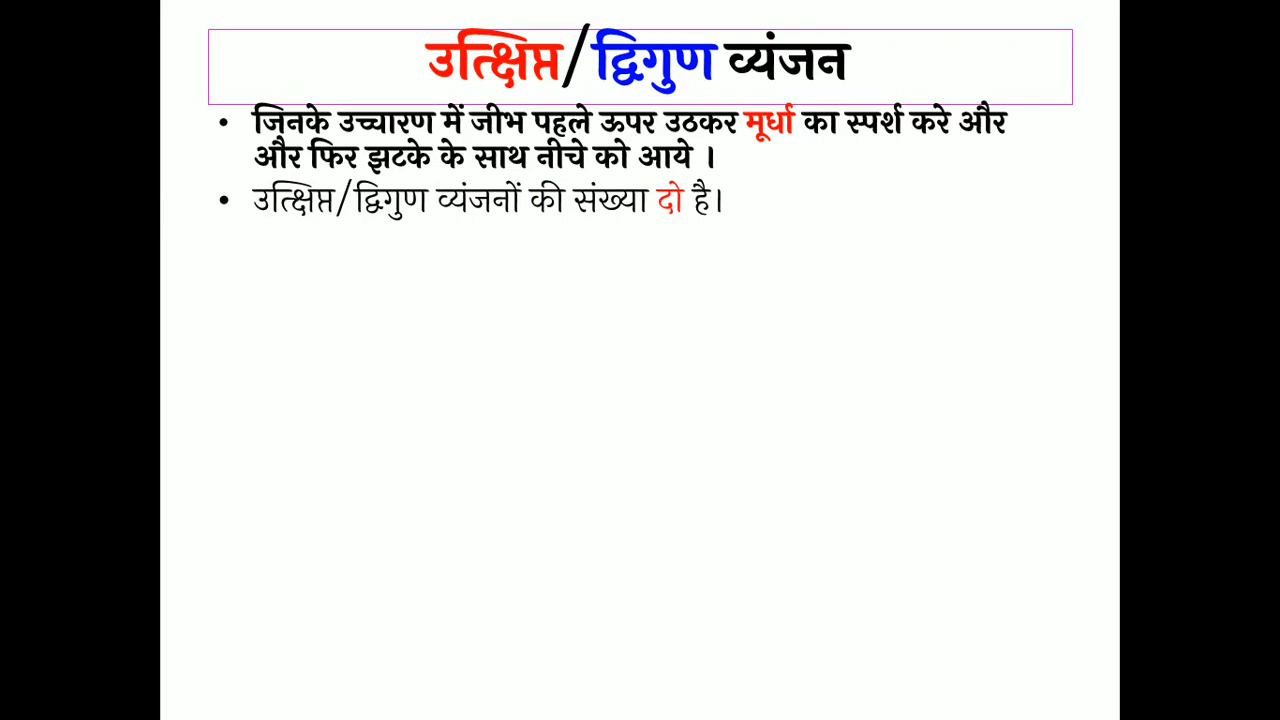 उत्क्षिप्त/द्विगुण व्यंजन
• जिनके उच्चारण में जीभ पहले ऊपर उठकर मूर्धा का स्पर्श करे और
और फिर झटके के साथ नीचे को आये ।
• उत्क्षिप्त/द्विगुण व्यंजनों की संख्या दो है।